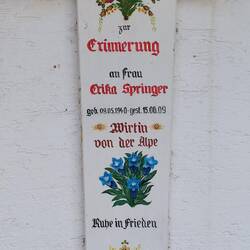 zur
Erinnerung
an Frau
Erika Springer
geb. 09.05.1940-gest. 15.06.09
Wirtin
von der Alpe
Ruhe in Frieden